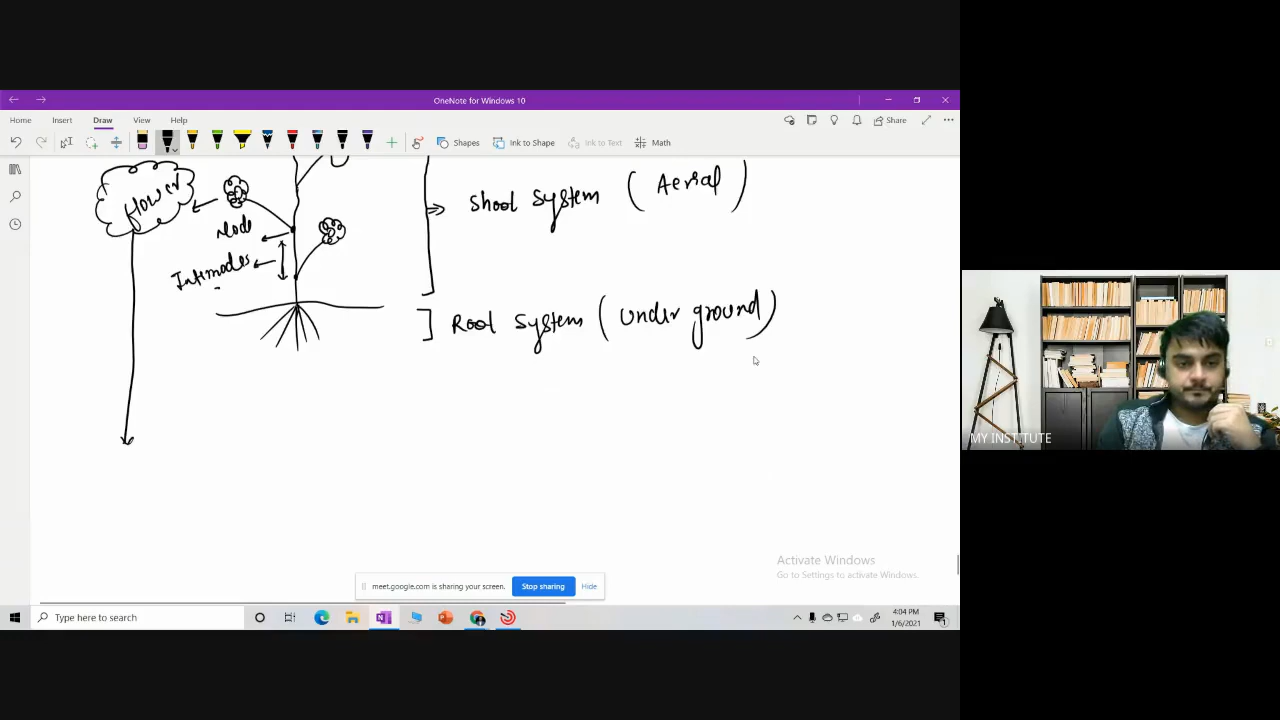 OneNote for Windows 10
Home Insert Draw View Help Share
Shapes Ink to Shape Ink to Text Math
flower
Node
Internodes
Shoot System (Aerial)
Root System (Under ground)
MY INSTITUTE
Activate Windows
Go to Settings to activate Windows.
meet.google.com is sharing your screen. Stop sharing Hide
Type here to search
4:04 PM
1/6/2021